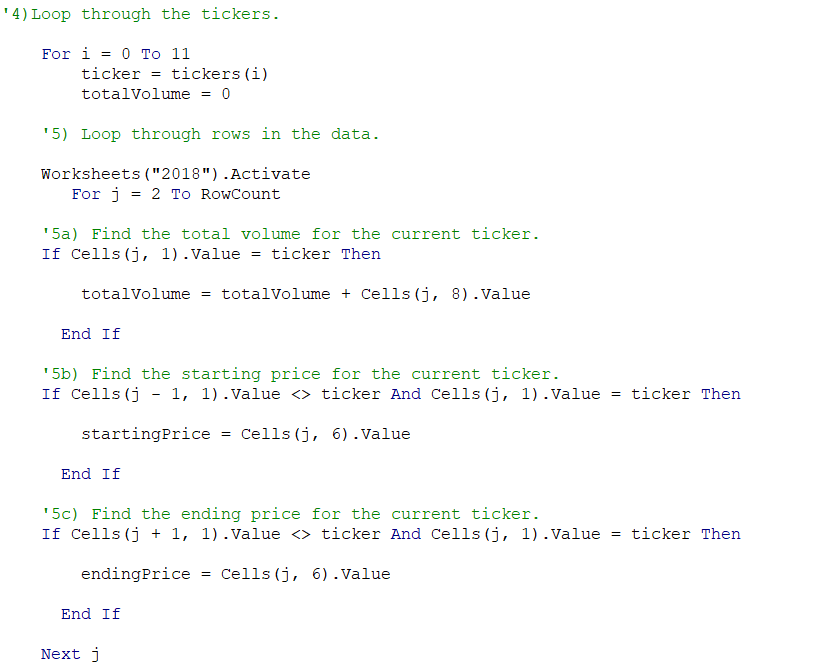 '4)Loop through the tickers.
For i = 0 To 11
ticker = tickers(i)
totalVolume = 0
'5) Loop through rows in the data.
Worksheets("2018").Activate
For j = 2 To RowCount
'5a) Find the total volume for the current ticker.
If Cells(j, 1).Value = ticker Then
totalVolume = totalVolume + Cells(j, 8).Value
End If
'5b) Find the starting price for the current ticker.
If Cells(j - 1, 1).Value <> ticker And Cells(j, 1).Value = ticker Then
startingPrice = Cells(j, 6).Value
End If
'5c) Find the ending price for the current ticker.
If Cells(j + 1, 1).Value <> ticker And Cells(j, 1).Value = ticker Then
endingPrice = Cells(j, 6).Value
End If
Next j